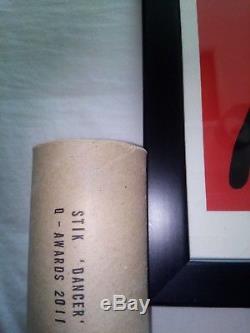 STIK 'DANCER'
Q - AWARDS 2011